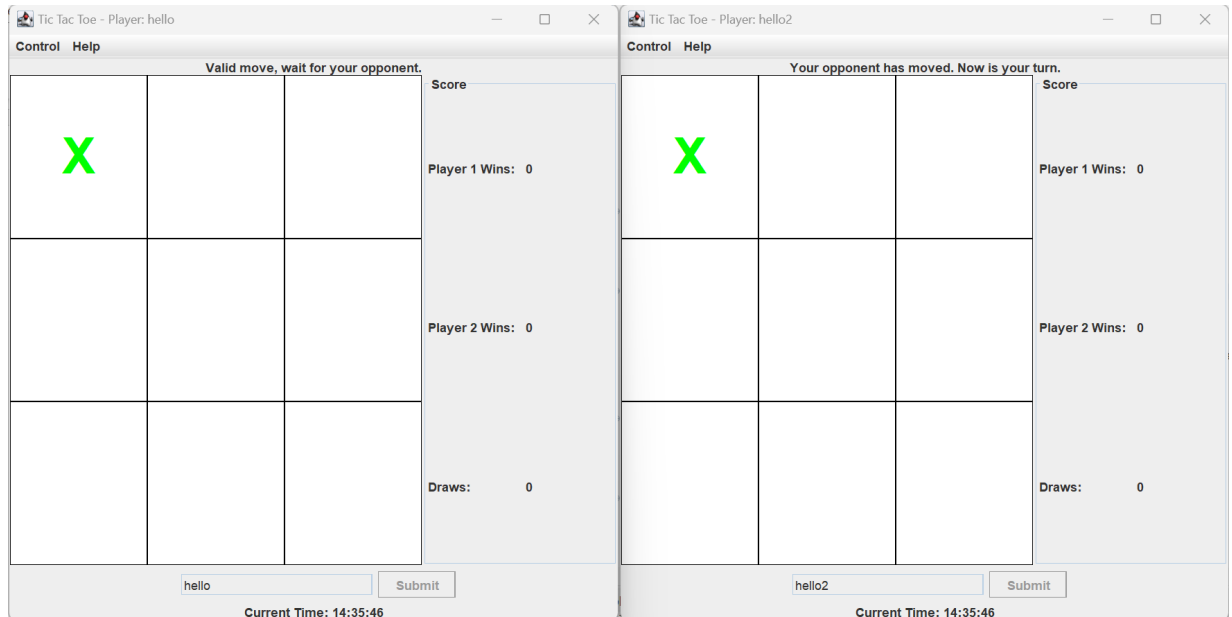 Tic Tac Toe - Player: hello
Control Help
Valid move, wait for your opponent.
X
Score
Player 1 Wins: 0
Player 2 Wins: 0
Draws: 0
hello
Submit
Current Time: 14:35:46
Tic Tac Toe - Player: hello2
Control Help
Your opponent has moved. Now is your turn.
X
Score
Player 1 Wins: 0
Player 2 Wins: 0
Draws: 0
hello2
Submit
Current Time: 14:35:46